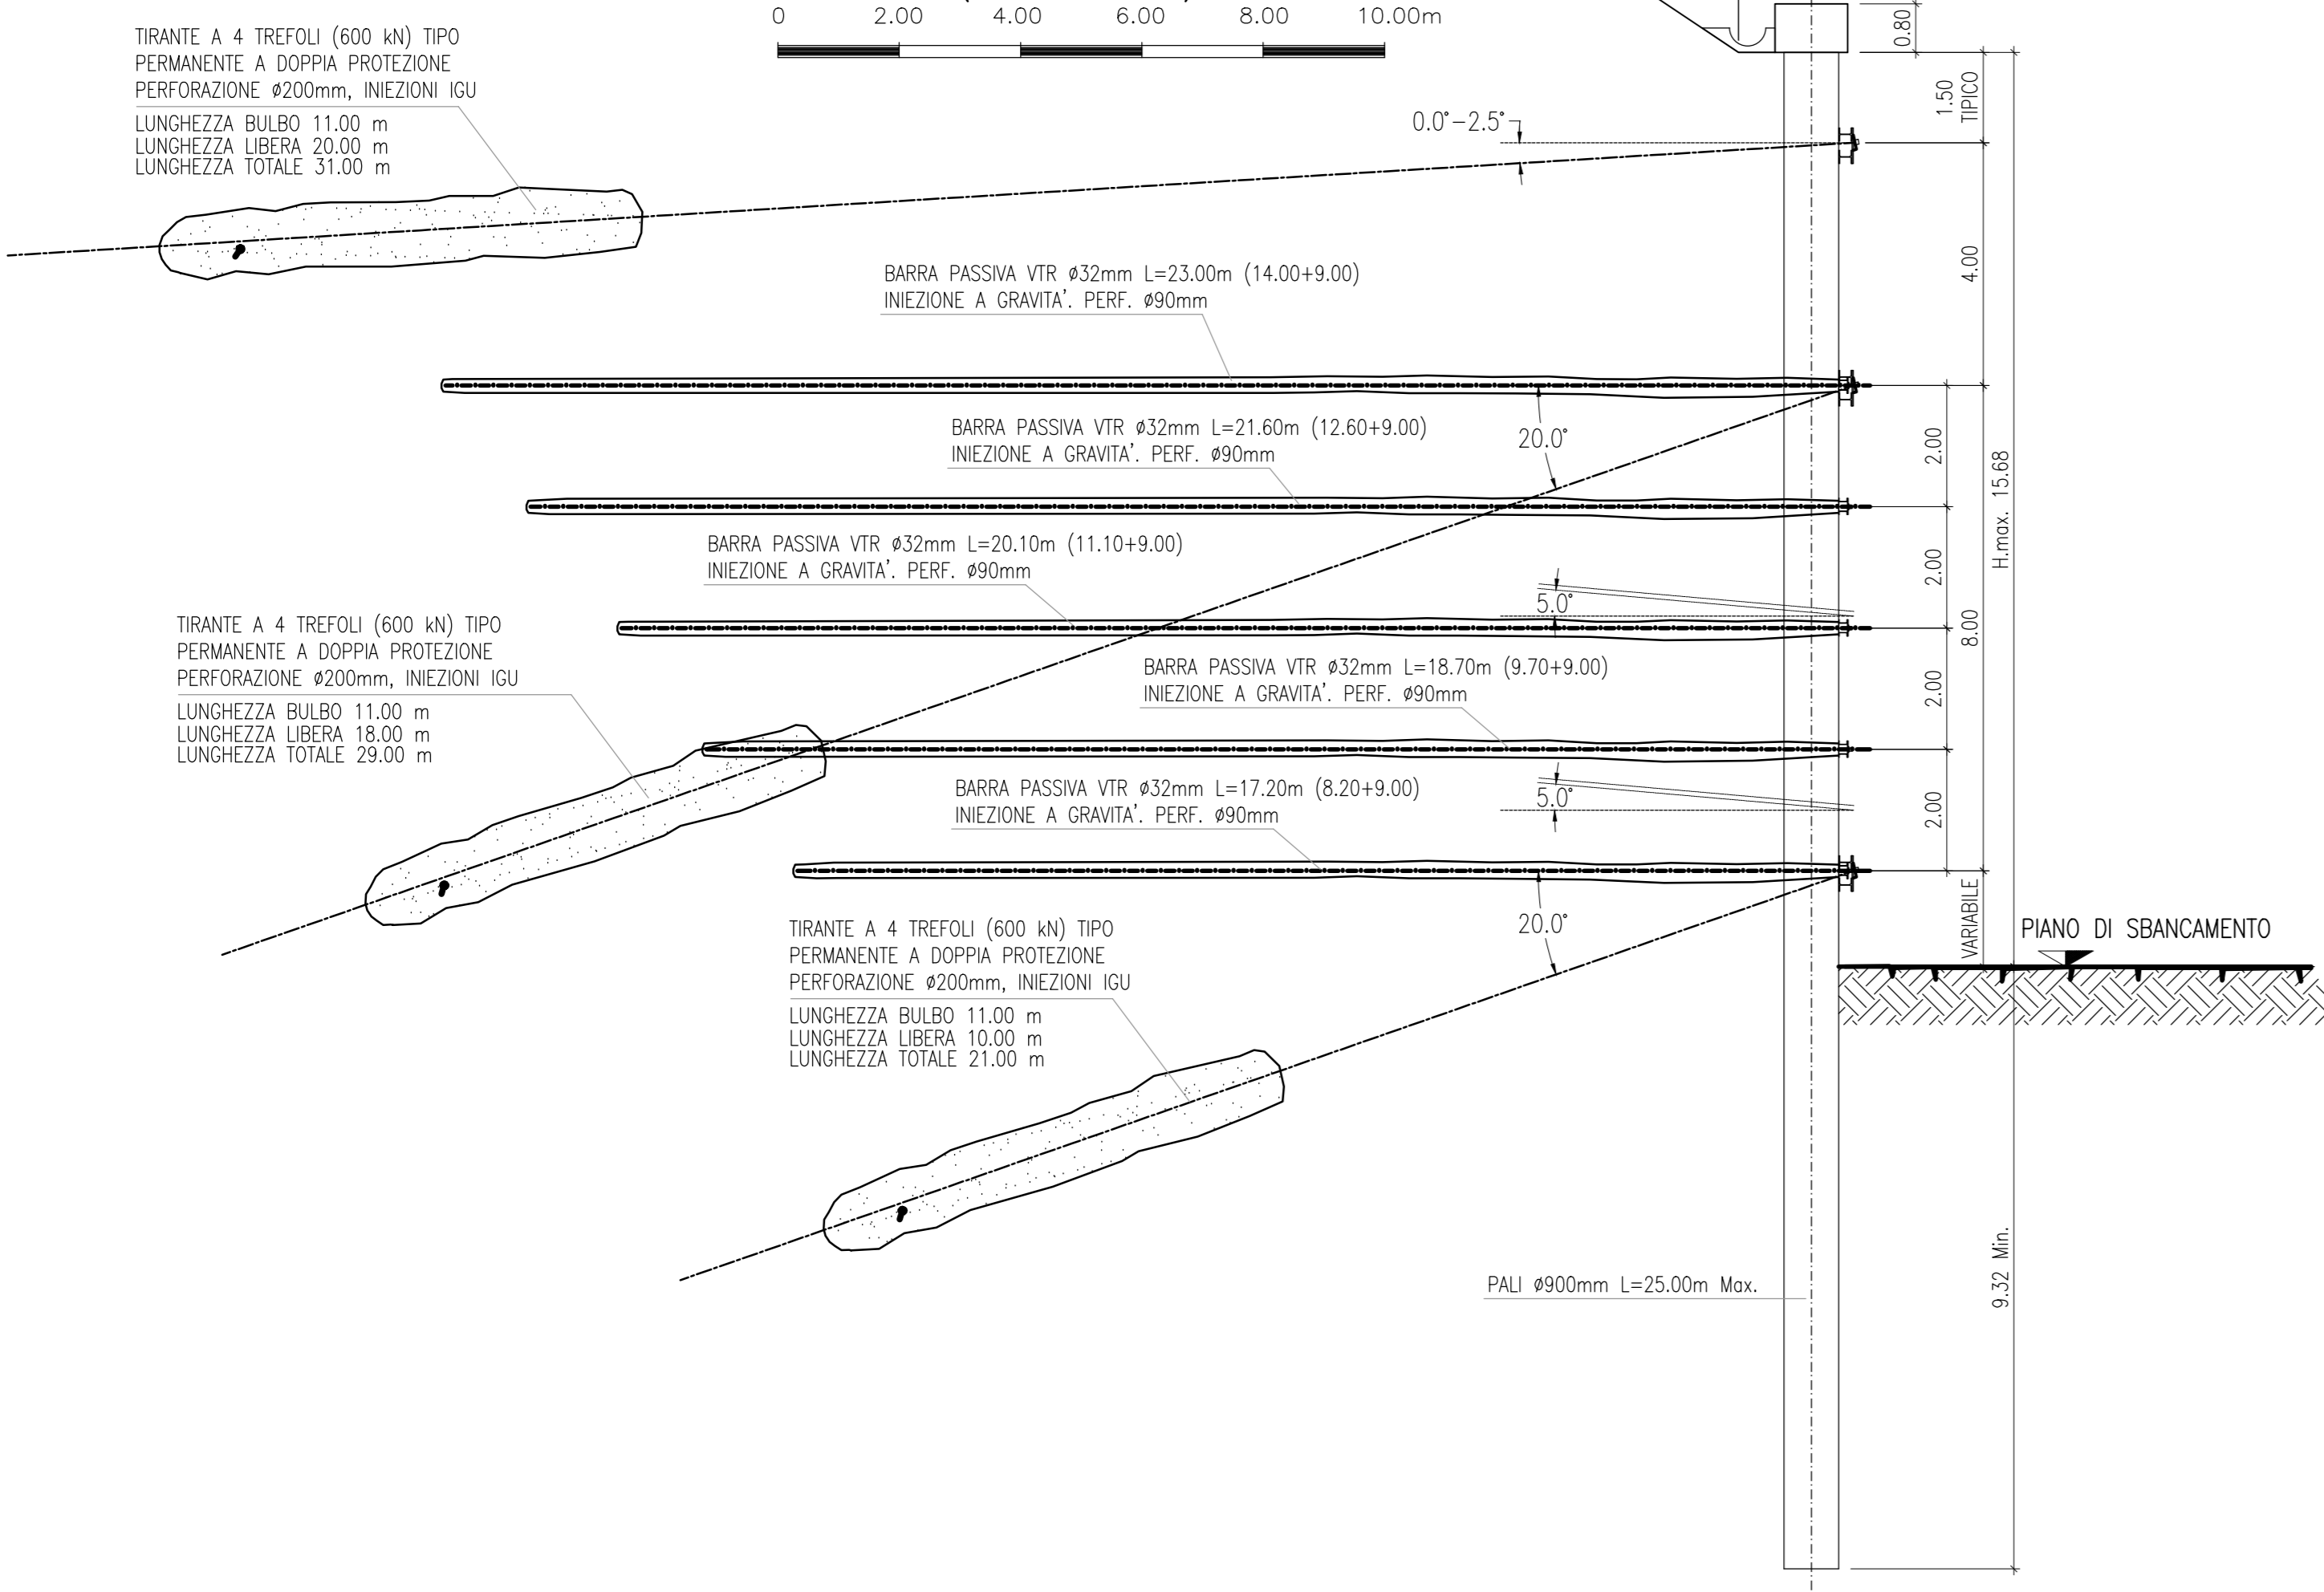 0 2.00 4.00 6.00 8.00 10.00m
TIRANTE A 4 TREFOLI (600 kN) TIPO
PERMANENTE A DOPPIA PROTEZIONE
PERFORAZIONE ø200mm, INIEZIONI IGU
LUNGHEZZA BULBO 11.00 m
LUNGHEZZA LIBERA 20.00 m
LUNGHEZZA TOTALE 31.00 m
0.80
1.50
TIPICO
0.0°-2.5°
4.00
BARRA PASSIVA VTR ø32mm L=23.00m (14.00+9.00)
INIEZIONE A GRAVITA'. PERF. ø90mm
BARRA PASSIVA VTR ø32mm L=21.60m (12.60+9.00)
INIEZIONE A GRAVITA'. PERF. ø90mm
20.0°
2.00
H.max. 15.68
BARRA PASSIVA VTR ø32mm L=20.10m (11.10+9.00)
INIEZIONE A GRAVITA'. PERF. ø90mm
2.00
5.0°
8.00
TIRANTE A 4 TREFOLI (600 kN) TIPO
PERMANENTE A DOPPIA PROTEZIONE
PERFORAZIONE ø200mm, INIEZIONI IGU
LUNGHEZZA BULBO 11.00 m
LUNGHEZZA LIBERA 18.00 m
LUNGHEZZA TOTALE 29.00 m
BARRA PASSIVA VTR ø32mm L=18.70m (9.70+9.00)
INIEZIONE A GRAVITA'. PERF. ø90mm
2.00
BARRA PASSIVA VTR ø32mm L=17.20m (8.20+9.00)
INIEZIONE A GRAVITA'. PERF. ø90mm
5.0°
2.00
TIRANTE A 4 TREFOLI (600 kN) TIPO
PERMANENTE A DOPPIA PROTEZIONE
PERFORAZIONE ø200mm, INIEZIONI IGU
LUNGHEZZA BULBO 11.00 m
LUNGHEZZA LIBERA 10.00 m
LUNGHEZZA TOTALE 21.00 m
20.0°
VARIABILE
PIANO DI SBANCAMENTO
PALI ø900mm L=25.00m Max.
9.32 Min.